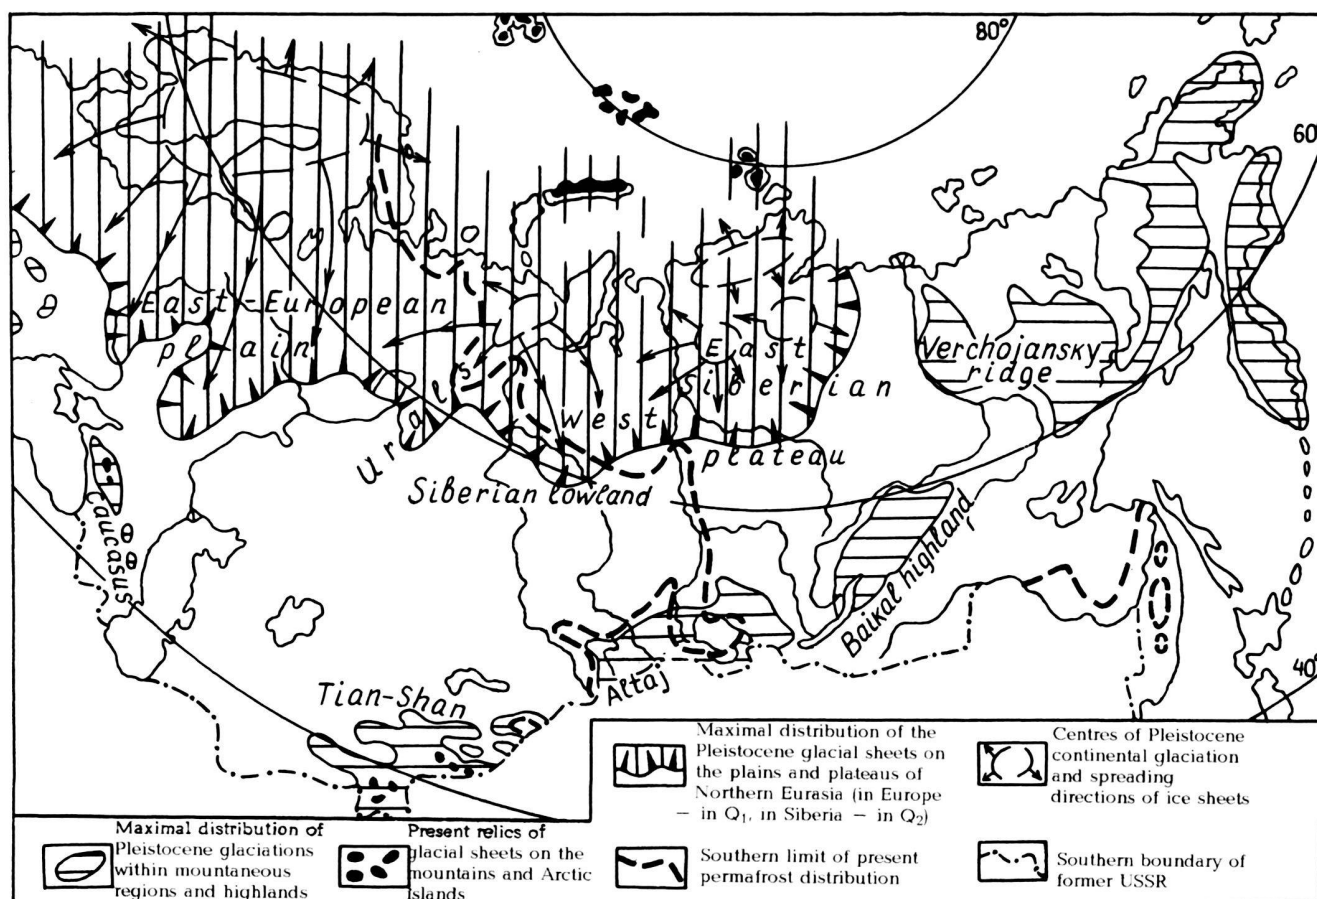 80°
60°
East-European
plain
Urals
West
Siberian lowland
East
Siberian
plateau
Verchojansky
ridge
Caucasus
Baikal highland
Altaj
Tian-Shan
40°
Maximal distribution of the
Pleistocene glacial sheets on
the plains and plateaus of
Northern Eurasia (in Europe
– in Q₁, in Siberia – in Q₂)
Centres of Pleistocene
continental glaciation
and spreading
directions of ice sheets
Maximal distribution of
Pleistocene glaciations
within mountaneous
regions and highlands
Present relics of
glacial sheets on the
mountains and Arctic
islands
Southern limit of present
permafrost distribution
Southern boundary of
former USSR